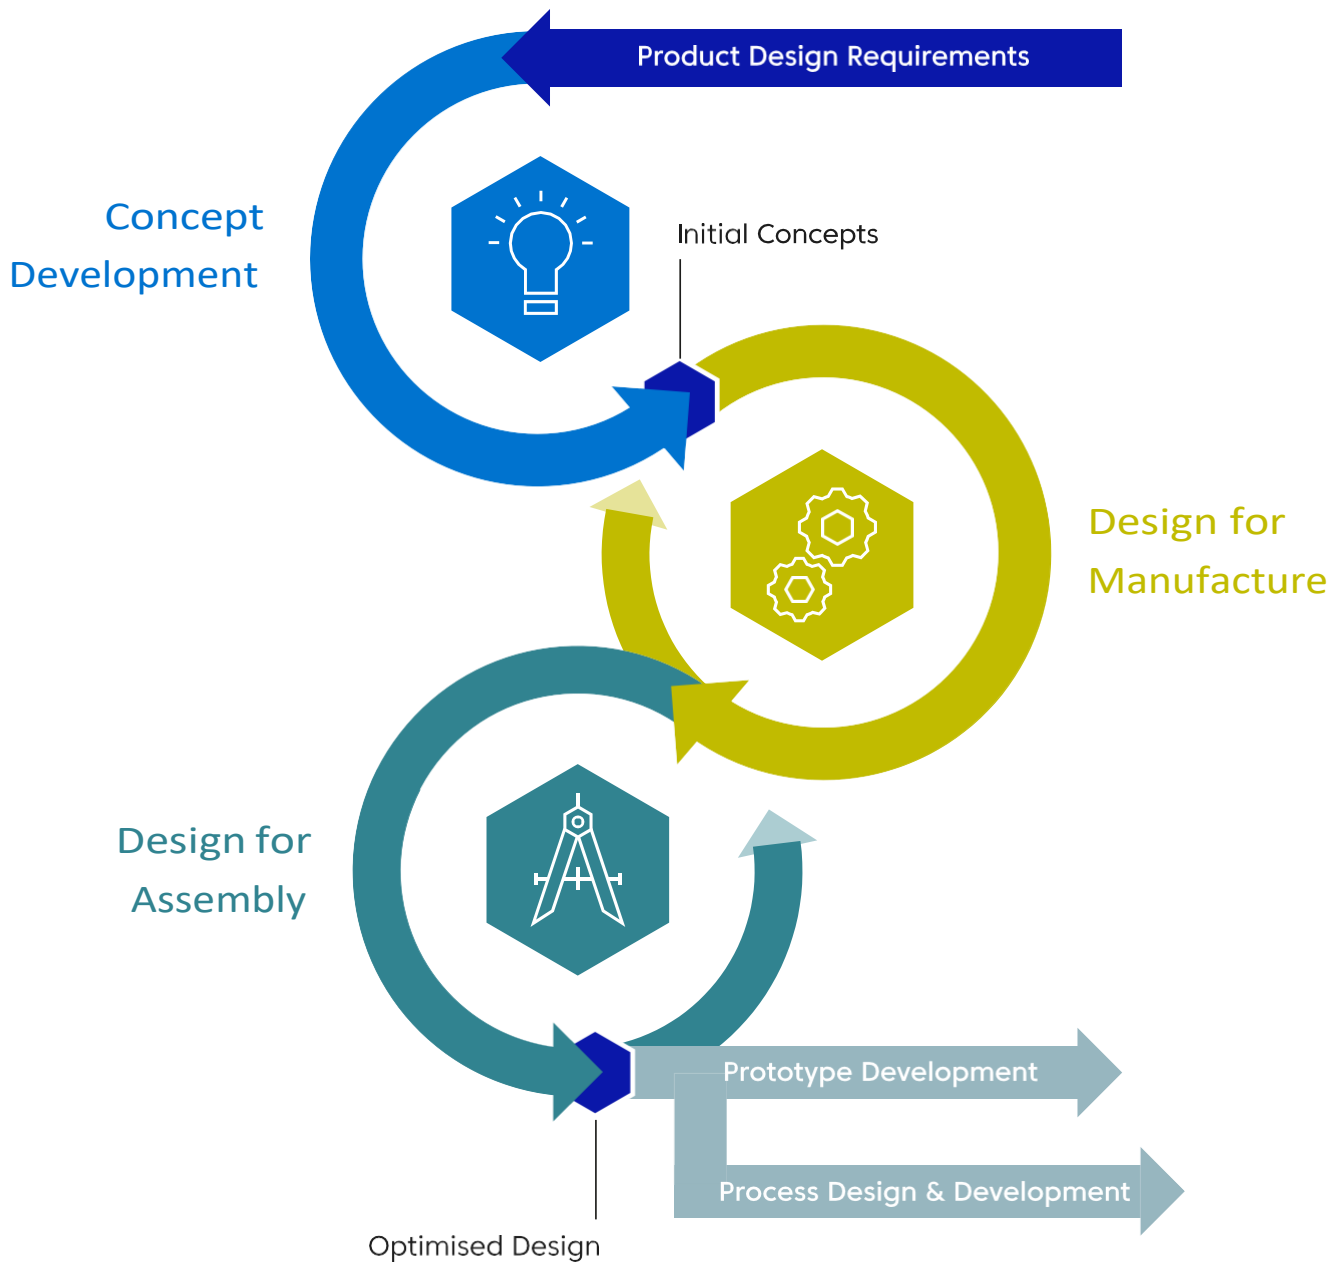 Product Design Requirements
Concept
Development
Initial Concepts
Design for
Manufacture
Design for
Assembly
Prototype Development
Process Design & Development
Optimised Design